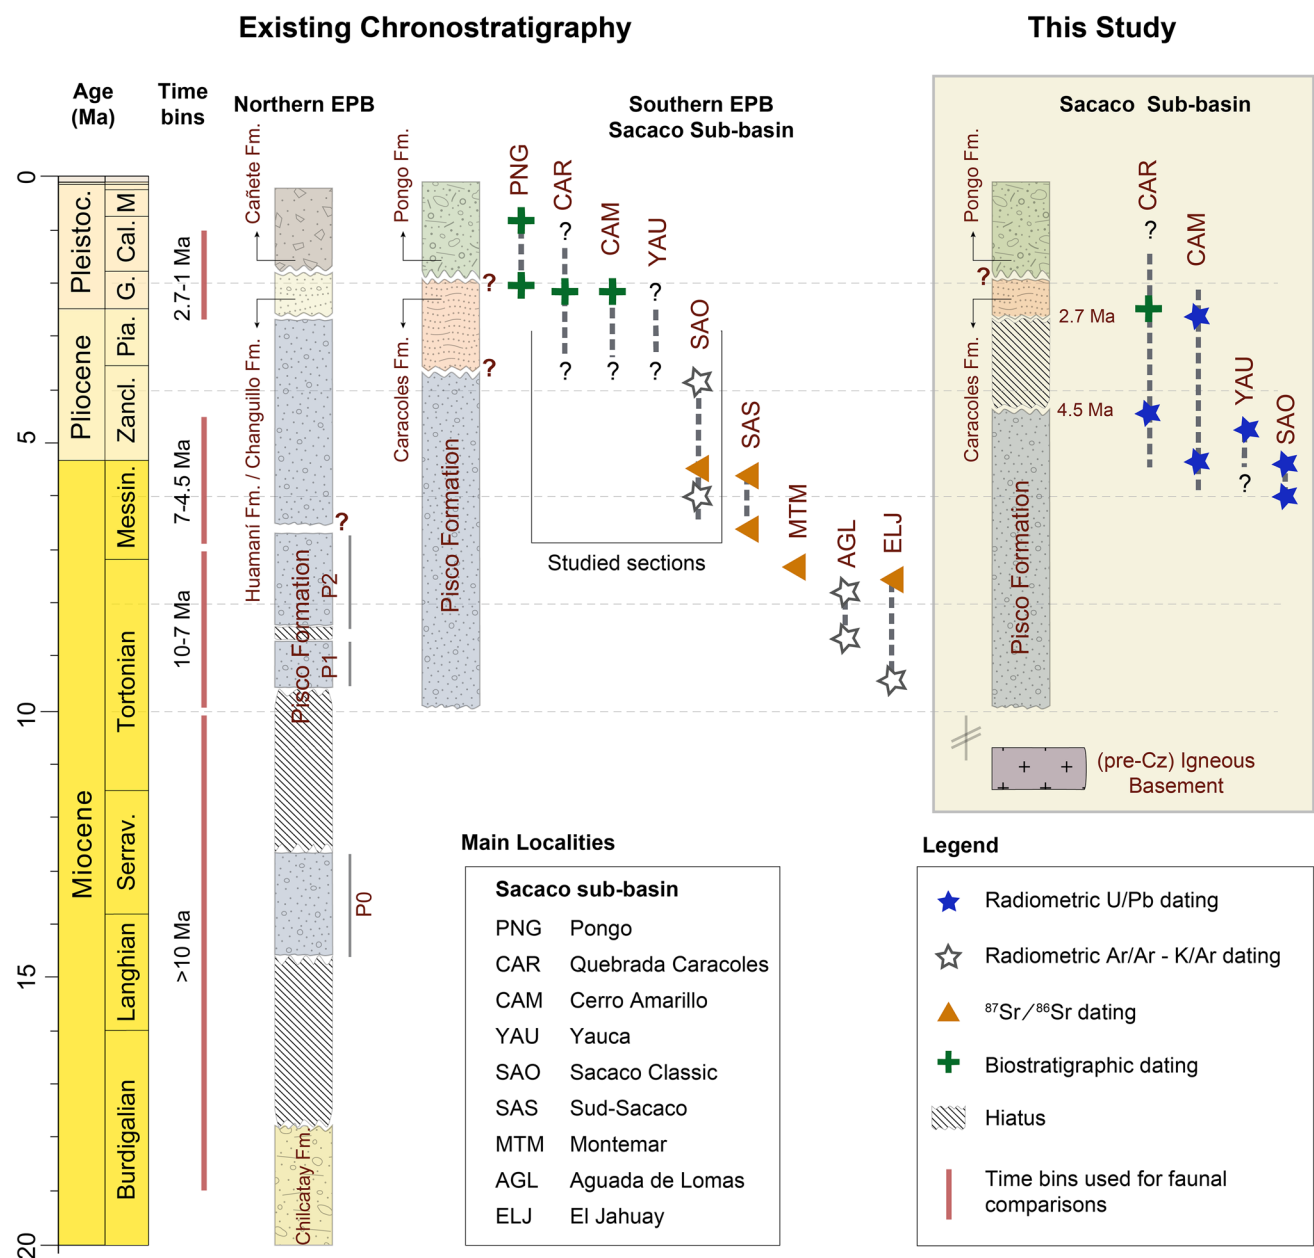 Existing Chronostratigraphy
This Study
Age
(Ma)
Time
bins
Northern EPB
Southern EPB
Sacaco Sub-basin
Sacaco Sub-basin
0
5
10
15
20
Pleistoc.
Pliocene
Miocene
M
Cal.
G.
Pia.
Zancl.
Messin.
Tortonian
Serrav.
Langhian
Burdigalian
2.7-1 Ma
7-4.5 Ma
10-7 Ma
>10 Ma
Cañete Fm.
Huamaní Fm. / Changuillo Fm.
?
Pisco Formation
P2
P1
P0
Chilcatay Fm.
Pongo Fm.
Caracoles Fm.
?
?
Pisco Formation
PNG
CAR
?
?
CAM
?
YAU
?
?
SAO
SAS
MTM
AGL
ELJ
Studied sections
Pongo Fm.
?
Caracoles Fm.
2.7 Ma
4.5 Ma
Pisco Formation
CAR
?
CAM
YAU
?
SAO
(pre-Cz) Igneous
Basement
Main Localities
Sacaco sub-basin
PNG Pongo
CAR Quebrada Caracoles
CAM Cerro Amarillo
YAU Yauca
SAO Sacaco Classic
SAS Sud-Sacaco
MTM Montemar
AGL Aguada de Lomas
ELJ El Jahuay
Legend
Radiometric U/Pb dating
Radiometric Ar/Ar - K/Ar dating
⁸⁷Sr/⁸⁶Sr dating
Biostratigraphic dating
Hiatus
Time bins used for faunal
comparisons